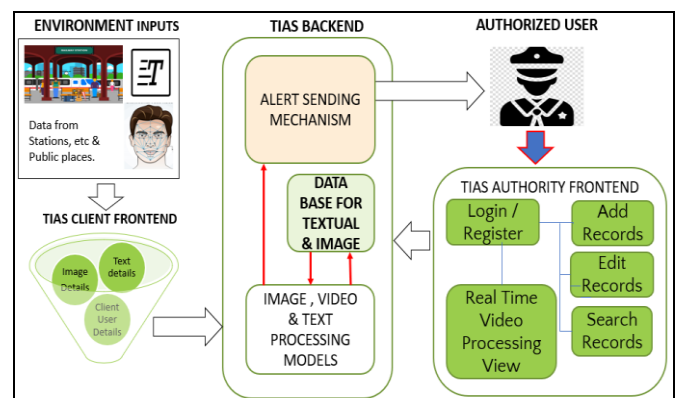 ENVIRONMENT INPUTS
T
Data from
Stations, etc &
Public places.
TIAS CLIENT FRONTEND
Image
Details
Text
details
Client
User
Details
TIAS BACKEND
ALERT SENDING
MECHANISM
DATA
BASE FOR
TEXTUAL
& IMAGE
IMAGE , VIDEO
& TEXT
PROCESSING
MODELS
AUTHORIZED USER
TIAS AUTHORITY FRONTEND
Login /
Register
Add
Records
Edit
Records
Search
Records
Real Time
Video
Processing
View